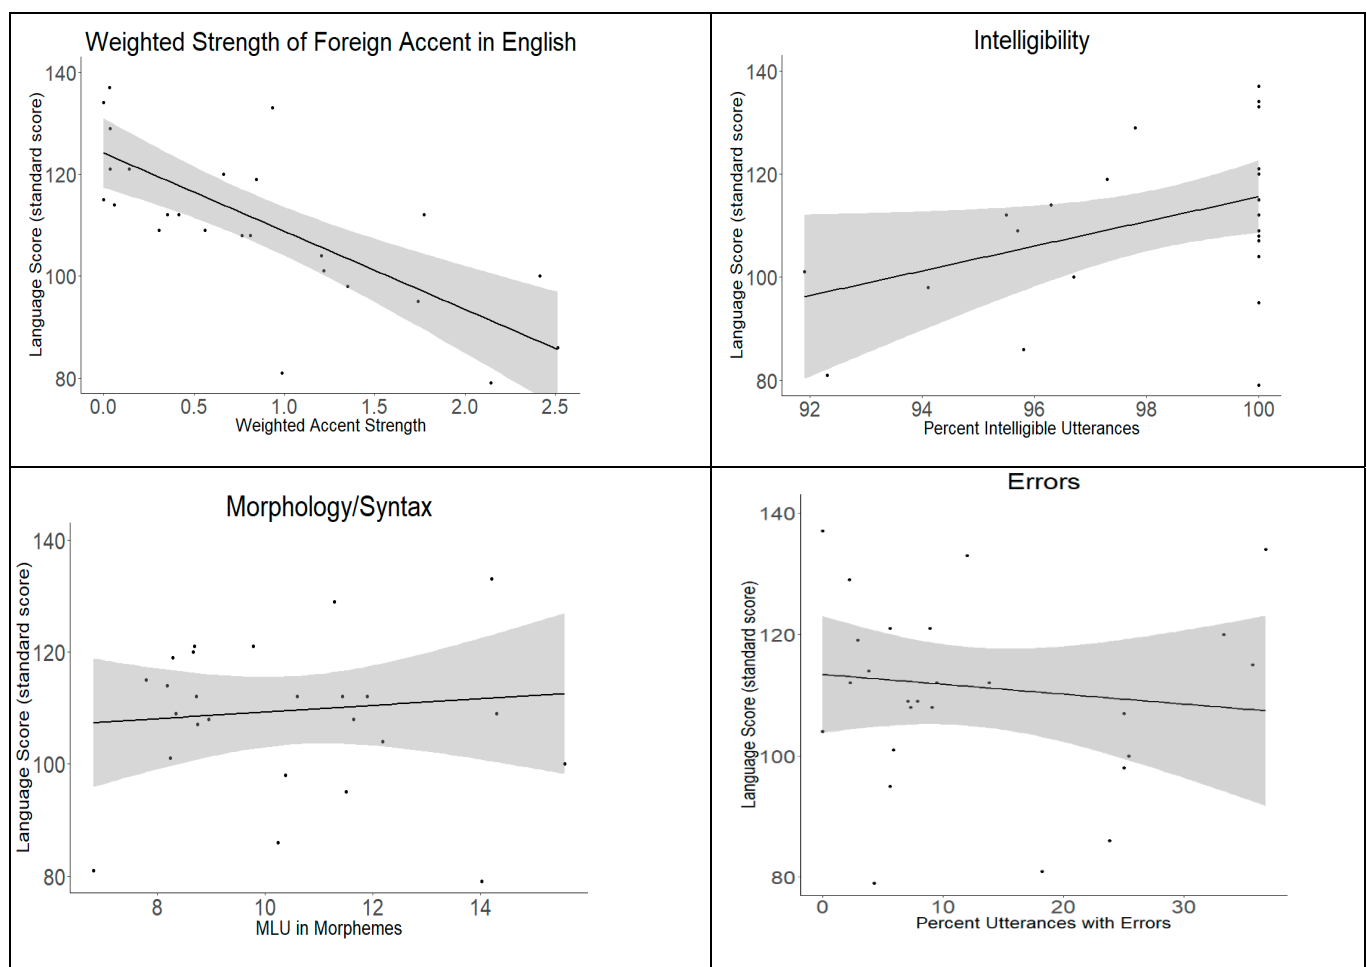 Weighted Strength of Foreign Accent in English
Language Score (standard score)
140
120
100
80
0.0 0.5 1.0 1.5 2.0 2.5
Weighted Accent Strength
Intelligibility
Language Score (standard score)
140
120
100
80
92 94 96 98 100
Percent Intelligible Utterances
Morphology/Syntax
Language Score (standard score)
140
120
100
80
8 10 12 14
MLU in Morphemes
Errors
Language Score (standard score)
140
120
100
80
0 10 20 30
Percent Utterances with Errors